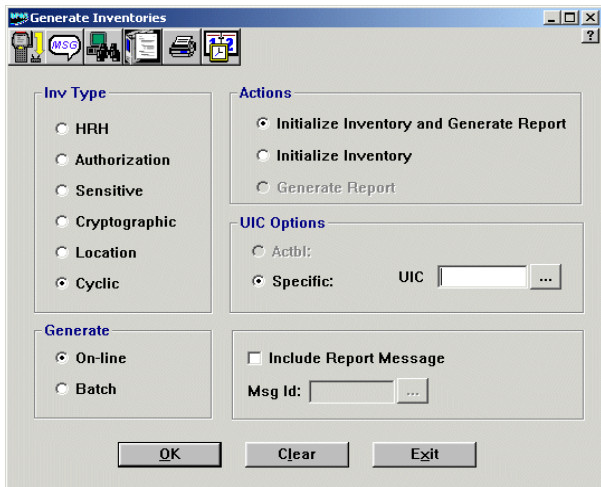 Generate Inventories
?
MSG
Inv Type
HRH
Authorization
Sensitive
Cryptographic
Location
Cyclic
Actions
Initialize Inventory and Generate Report
Initialize Inventory
Generate Report
UIC Options
Actbl:
Specific: UIC ...
Generate
On-line
Batch
Include Report Message
Msg Id: ...
OK Clear Exit